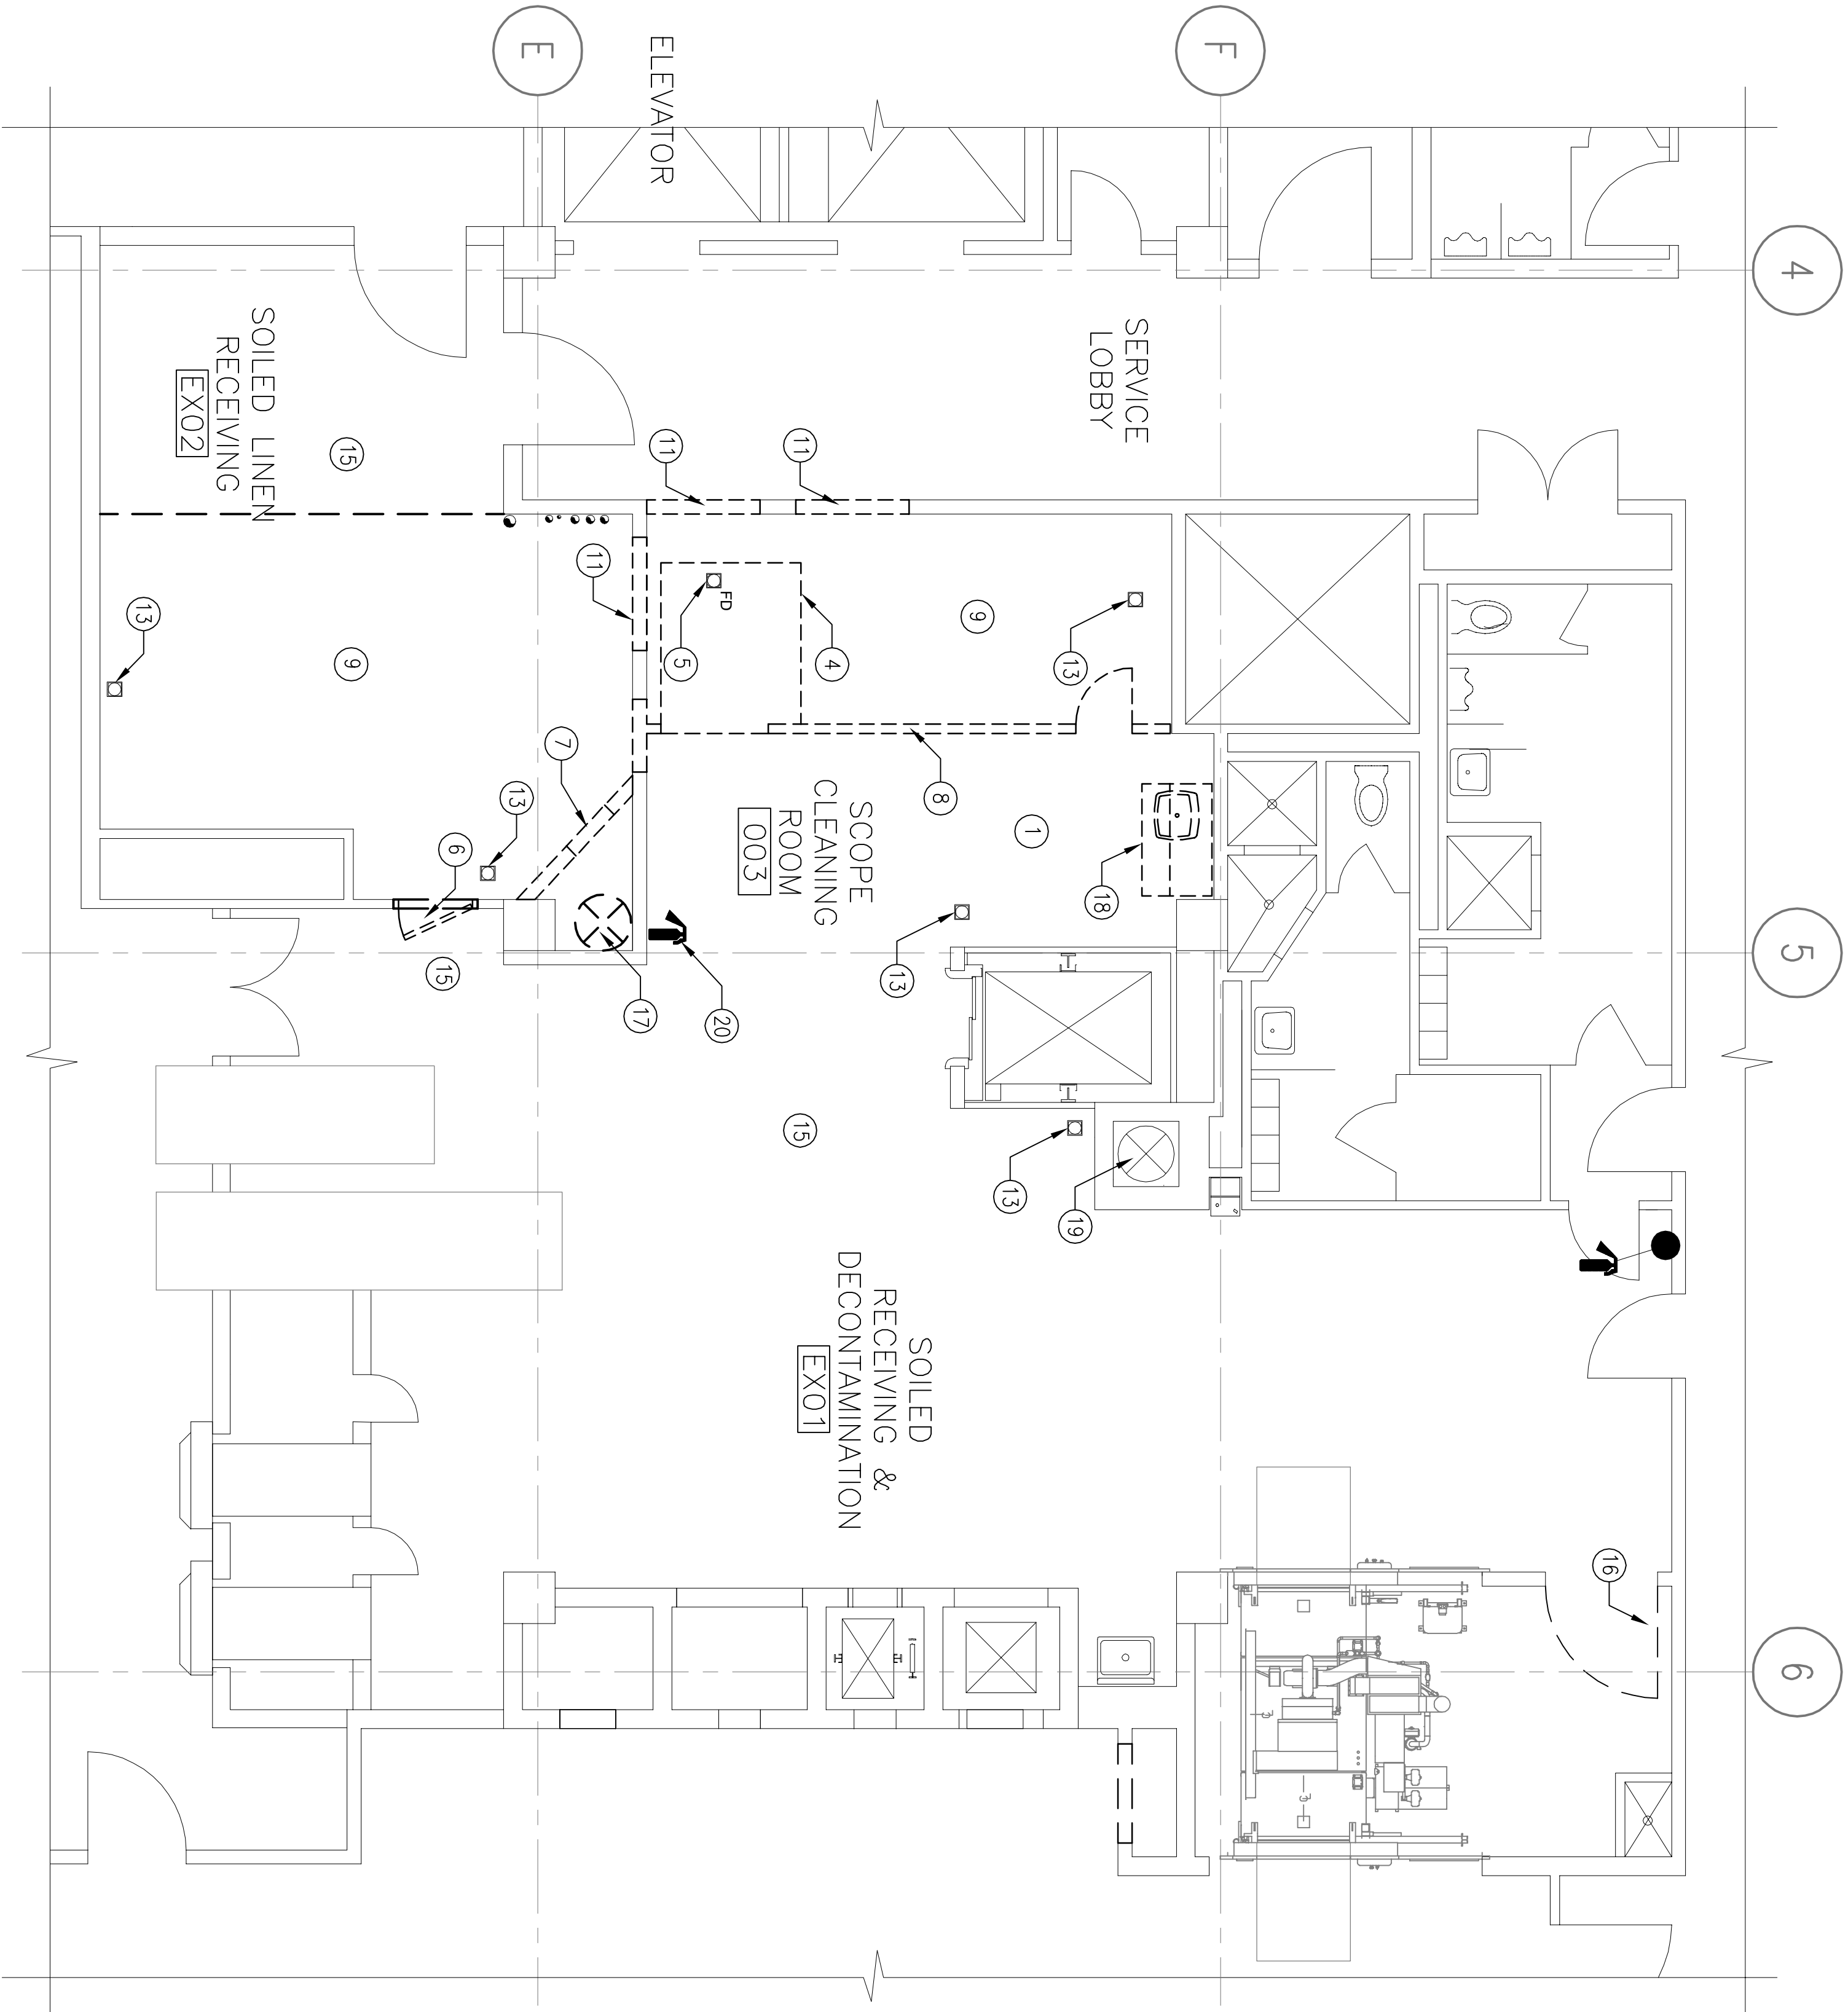 4
5
6
16
F
SERVICE
LOBBY
18
19
13
1
13
9
8
SOILED
RECEIVING &
DECONTAMINATION
EX01
13
SCOPE
CLEANING
ROOM
003
4
11
15
FD
20
5
11
ELEVATOR
17
11
7
E
13
6
15
9
15
SOILED LINEN
RECEIVING
EX02
13